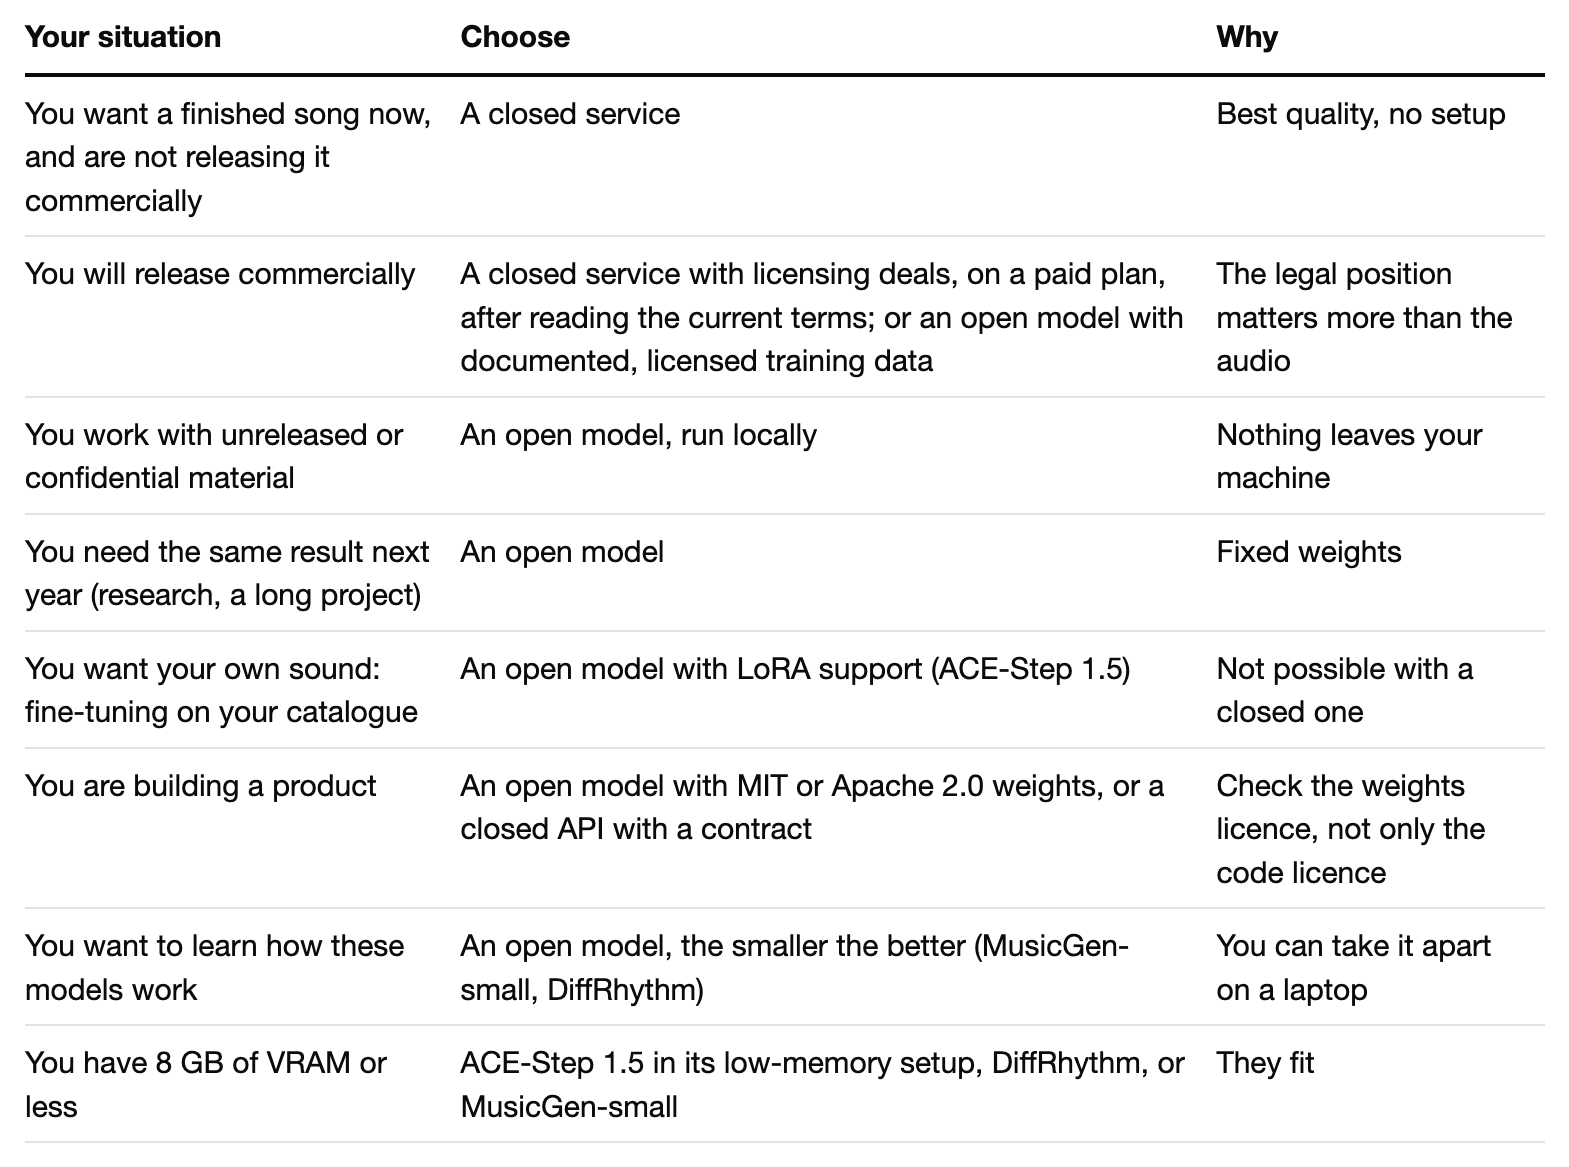 Your situation Choose Why
You want a finished song now, A closed service Best quality, no setup
and are not releasing it
commercially
You will release commercially A closed service with licensing deals, on a paid plan, The legal position
after reading the current terms; or an open model with matters more than the
documented, licensed training data audio
You work with unreleased or An open model, run locally Nothing leaves your
confidential material machine
You need the same result next An open model Fixed weights
year (research, a long project)
You want your own sound: An open model with LoRA support (ACE-Step 1.5) Not possible with a
fine-tuning on your catalogue closed one
You are building a product An open model with MIT or Apache 2.0 weights, or a Check the weights
closed API with a contract licence, not only the
code licence
You want to learn how these An open model, the smaller the better (MusicGen- You can take it apart
models work small, DiffRhythm) on a laptop
You have 8 GB of VRAM or ACE-Step 1.5 in its low-memory setup, DiffRhythm, or They fit
less MusicGen-small